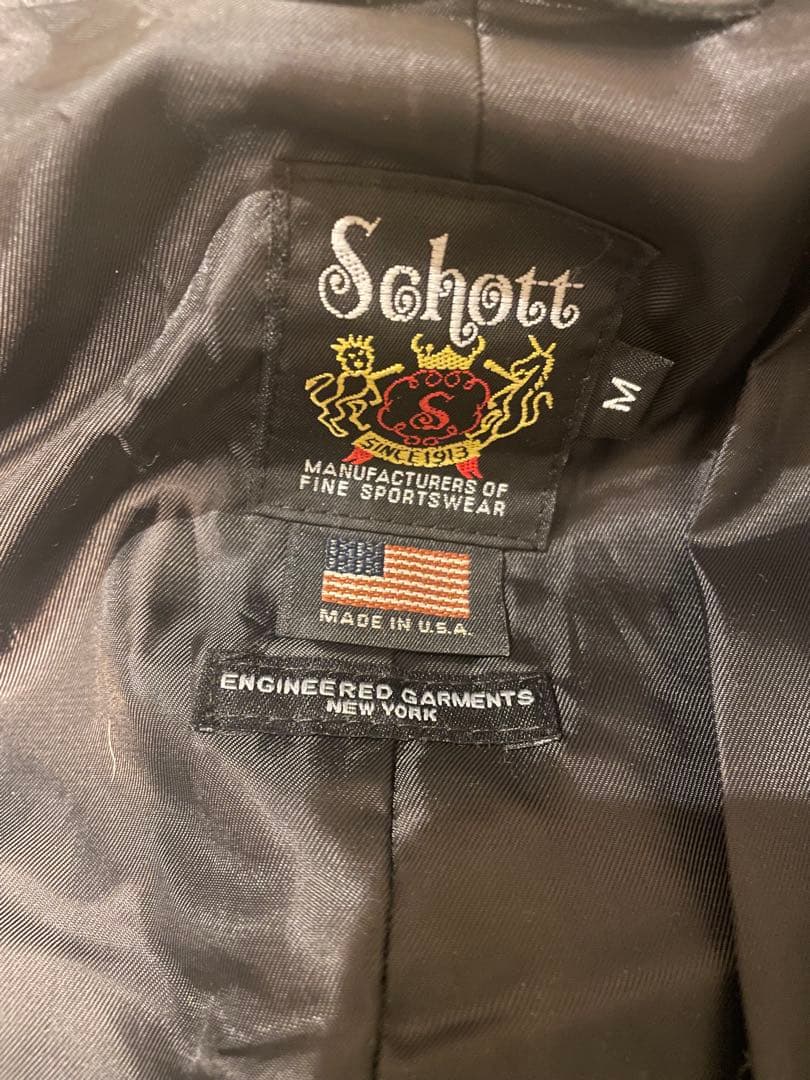 Schott
S
SINCE 1913
MANUFACTURERS OF
FINE SPORTSWEAR
M
MADE IN U.S.A.
ENGINEERED GARMENTS
NEW YORK